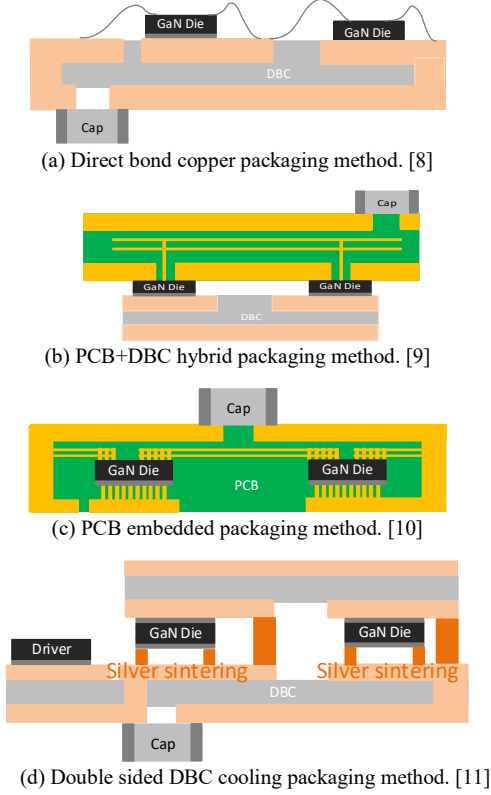 GaN Die
GaN Die
DBC
Cap
(a) Direct bond copper packaging method. [8]
Cap
GaN Die
GaN Die
DBC
(b) PCB+DBC hybrid packaging method. [9]
Cap
GaN Die
GaN Die
PCB
(c) PCB embedded packaging method. [10]
GaN Die
GaN Die
Driver
Silver sintering
Silver sintering
DBC
Cap
(d) Double sided DBC cooling packaging method. [11]